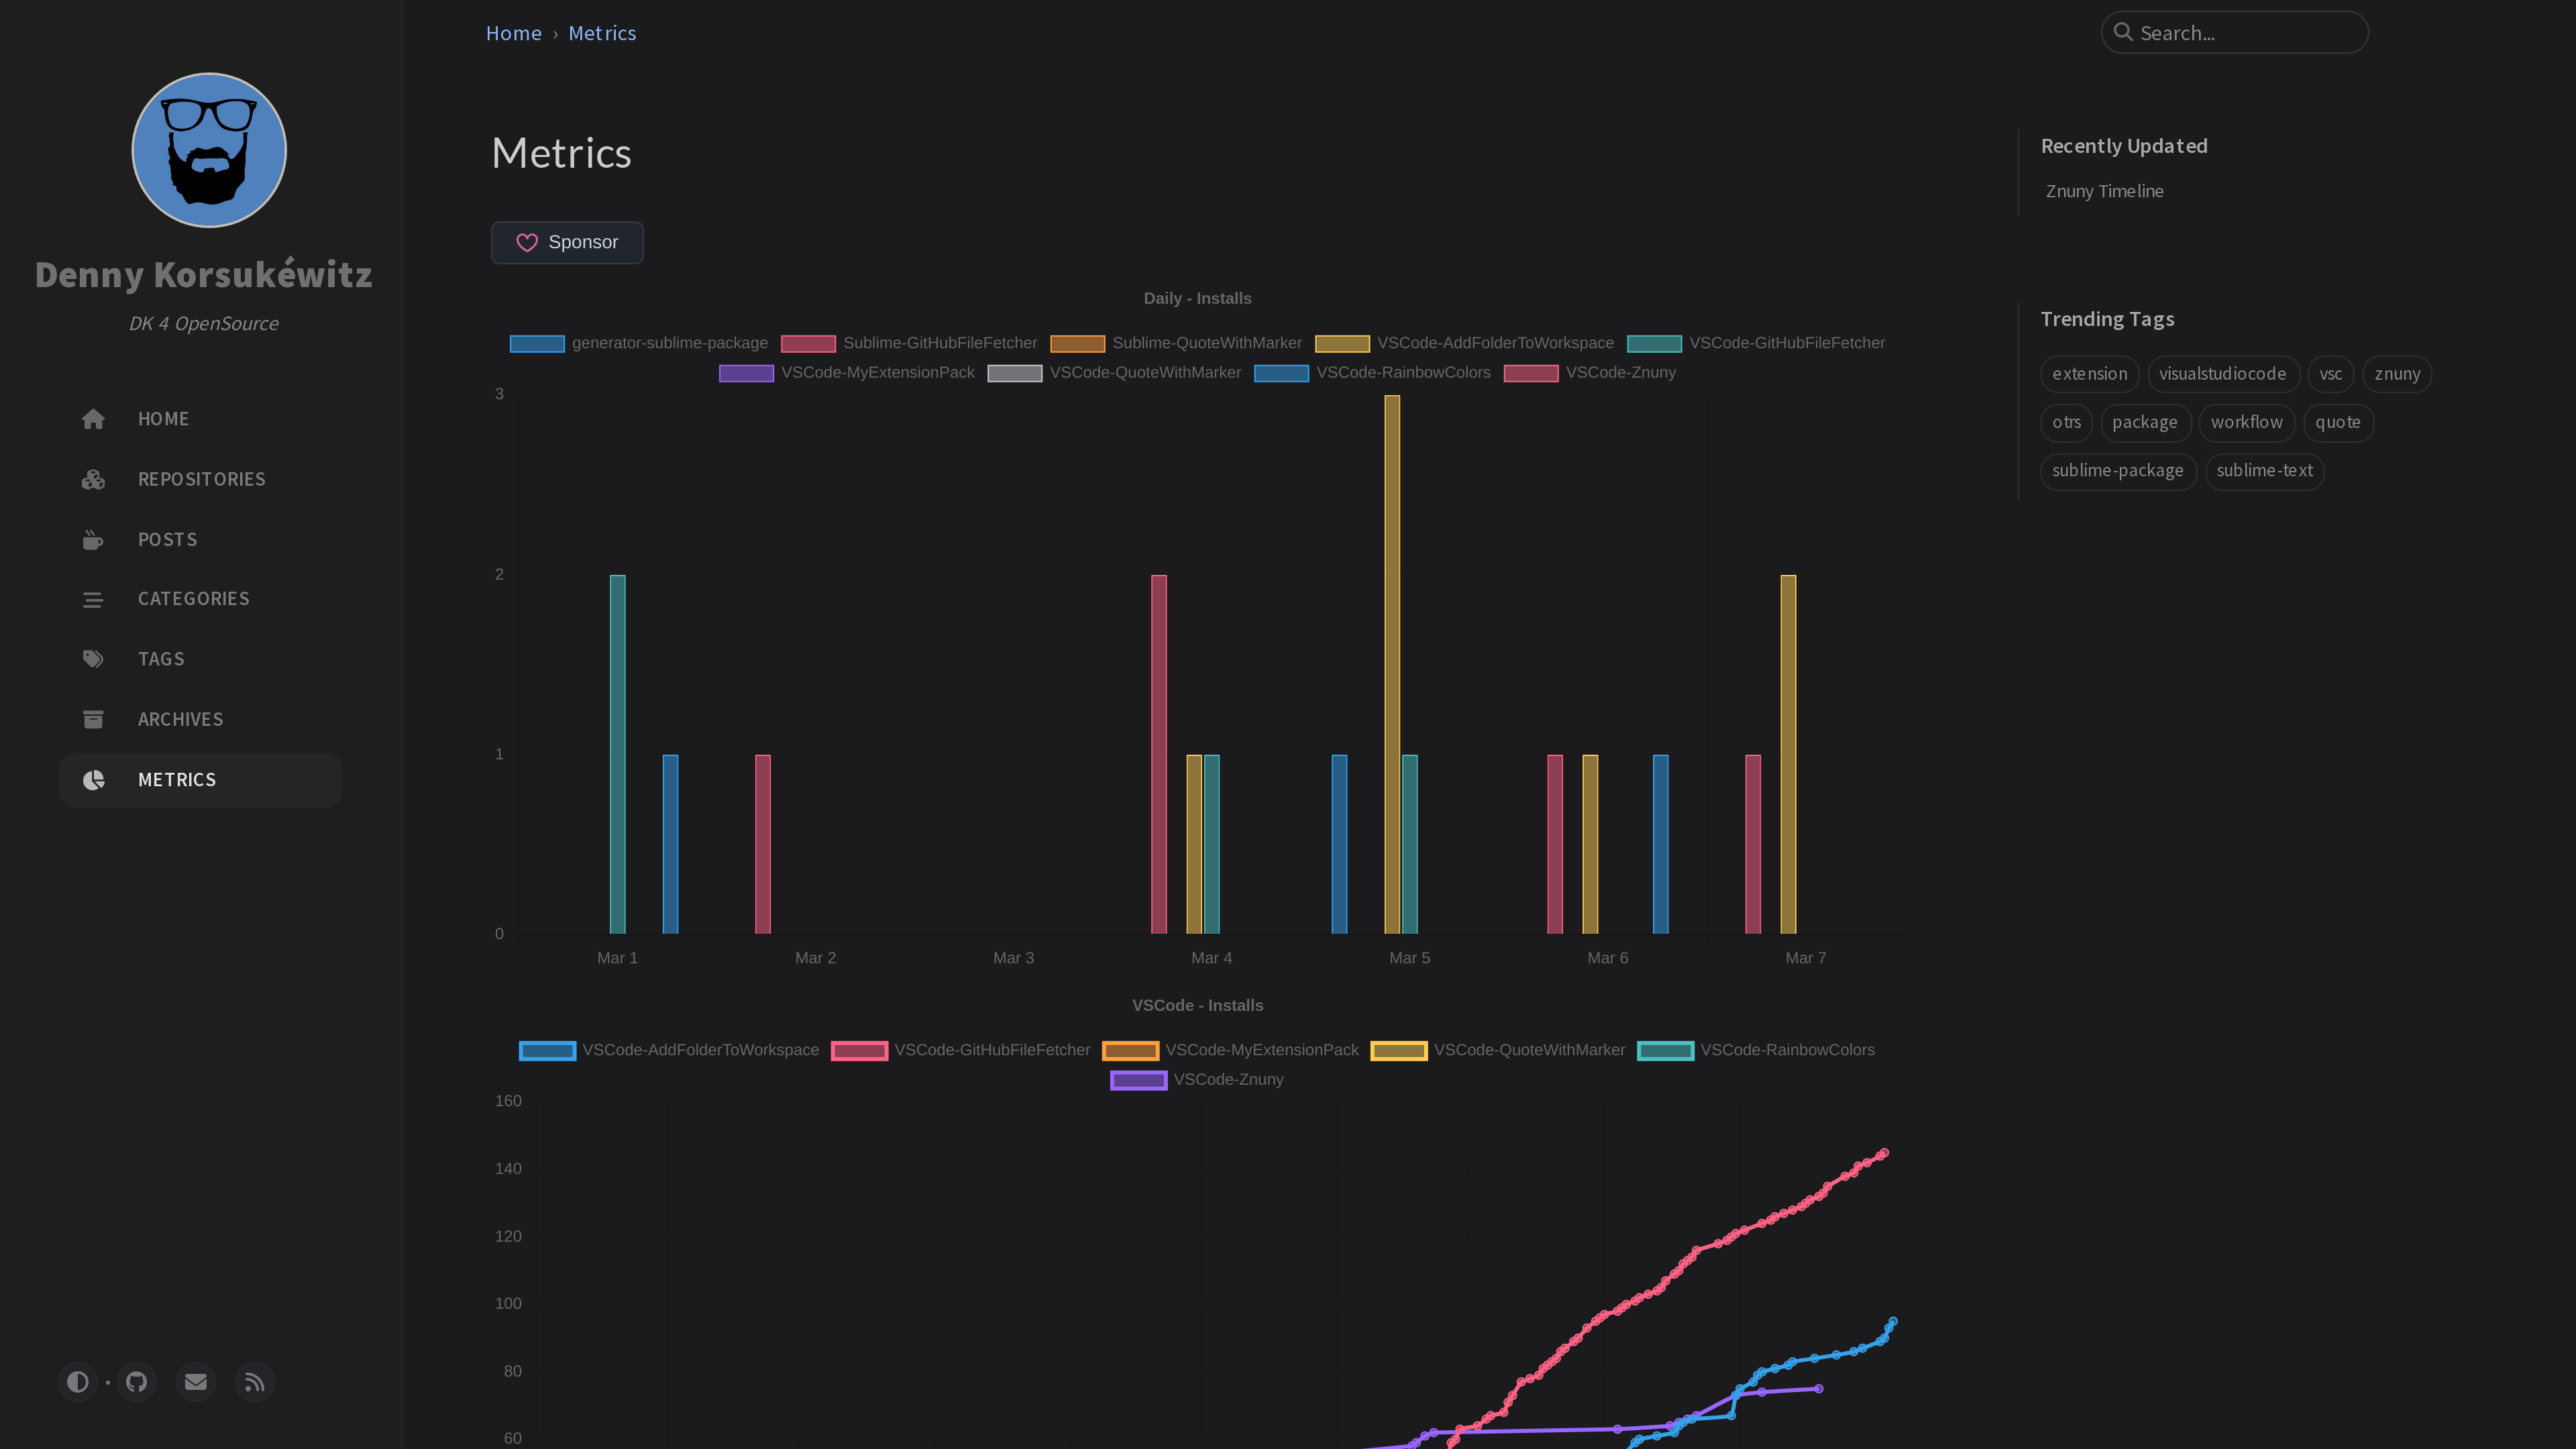 Denny Korsukéwitz
DK 4 OpenSource
HOME
REPOSITORIES
POSTS
CATEGORIES
TAGS
ARCHIVES
METRICS
Home › Metrics
Search...
Metrics
Sponsor
Daily - Installs
generator-sublime-package Sublime-GitHubFileFetcher Sublime-QuoteWithMarker VSCode-AddFolderToWorkspace VSCode-GitHubFileFetcher
VSCode-MyExtensionPack VSCode-QuoteWithMarker VSCode-RainbowColors VSCode-Znuny
3
2
1
0
Mar 1 Mar 2 Mar 3 Mar 4 Mar 5 Mar 6 Mar 7
VSCode - Installs
VSCode-AddFolderToWorkspace VSCode-GitHubFileFetcher VSCode-MyExtensionPack VSCode-QuoteWithMarker VSCode-RainbowColors
VSCode-Znuny
160
140
120
100
80
60
Recently Updated
Znuny Timeline
Trending Tags
extension visualstudiocode vsc znuny
otrs package workflow quote
sublime-package sublime-text